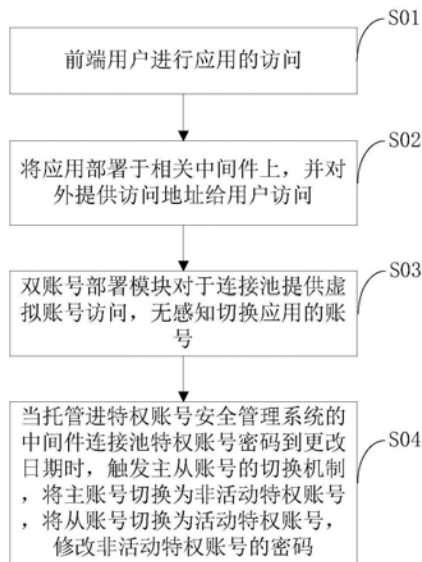 S01
前端用户进行应用的访问
S02
将应用部署于相关中间件上，并对
外提供访问地址给用户访问
S03
双账号部署模块对于连接池提供虚
拟账号访问，无感知切换应用的账
号
S04
当托管进特权账号安全管理系统的
中间件连接池特权账号密码到更改
日期时，触发主从账号的切换机制
，将主账号切换为非活动特权账号
，将从账号切换为活动特权账号，
修改非活动特权账号的密码